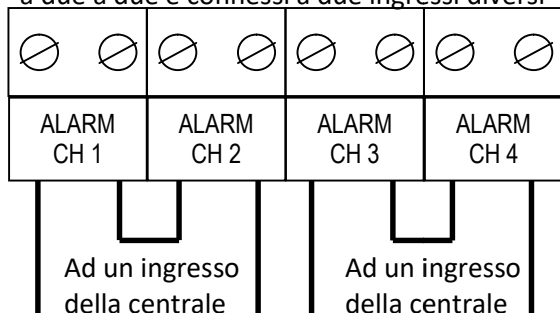 a due a due e connessi a due ingressi diversi
ALARM CH 1
ALARM CH 2
ALARM CH 3
ALARM CH 4
Ad un ingresso
della centrale
Ad un ingresso
della centrale